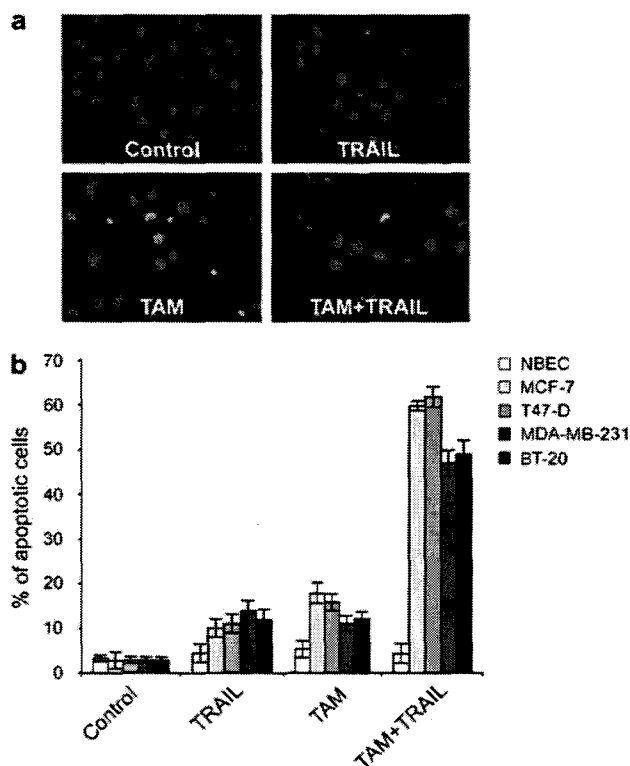 a
Control
TRAIL
TAM
TAM+TRAIL
b
% of apoptotic cells
70
60
50
40
30
20
10
0
Control
TRAIL
TAM
TAM+TRAIL
NBEC
MCF-7
T47-D
MDA-MB-231
BT-20